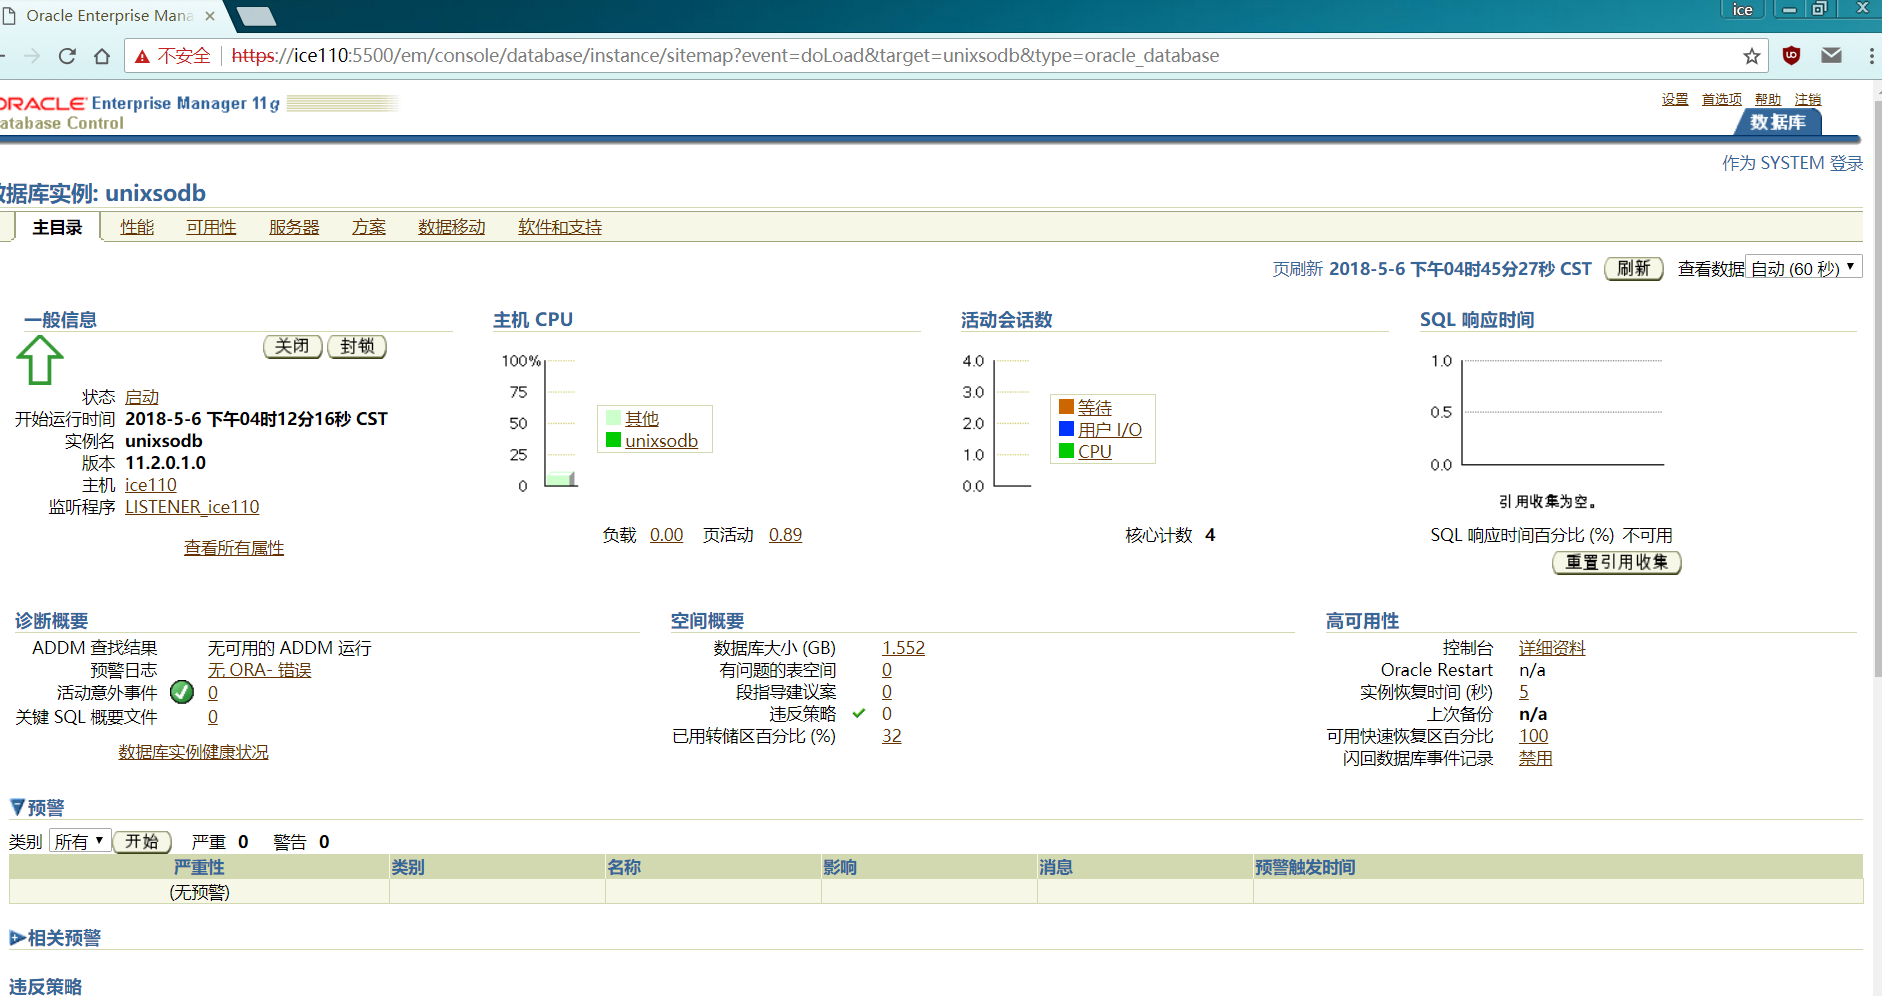 Oracle Enterprise Mana
ice
不安全 https://ice110:5500/em/console/database/instance/sitemap?event=doLoad&target=unixsodb&type=oracle_database
ORACLE Enterprise Manager 11g
atabase Control
设置 首选项 帮助 注销
数据库
作为 SYSTEM 登录
数据库实例: unixsodb
主目录 性能 可用性 服务器 方案 数据移动 软件和支持
页刷新 2018-5-6 下午04时45分27秒 CST 刷新 查看数据 自动 (60 秒)
一般信息
关闭 封锁
状态 启动
开始运行时间 2018-5-6 下午04时12分16秒 CST
实例名 unixsodb
版本 11.2.0.1.0
主机 ice110
监听程序 LISTENER_ice110
查看所有属性
主机 CPU
100%
75
50
25
0
其他
unixsodb
负载 0.00 页活动 0.89
活动会话数
4.0
3.0
2.0
1.0
0.0
等待
用户 I/O
CPU
核心计数 4
SQL 响应时间
1.0
0.5
0.0
引用收集为空。
SQL 响应时间百分比 (%) 不可用
重置引用收集
诊断概要
ADDM 查找结果 无可用的 ADDM 运行
预警日志 无 ORA- 错误
活动意外事件 0
关键 SQL 概要文件 0
数据库实例健康状况
空间概要
数据库大小 (GB) 1.552
有问题的表空间 0
段指导建议案 0
违反策略 0
已用转储区百分比 (%) 32
高可用性
控制台 详细资料
Oracle Restart n/a
实例恢复时间 (秒) 5
上次备份 n/a
可用快速恢复区百分比 100
闪回数据库事件记录 禁用
预警
类别 所有 开始 严重 0 警告 0
严重性 类别 名称 影响 消息 预警触发时间
(无预警)
相关预警
违反策略